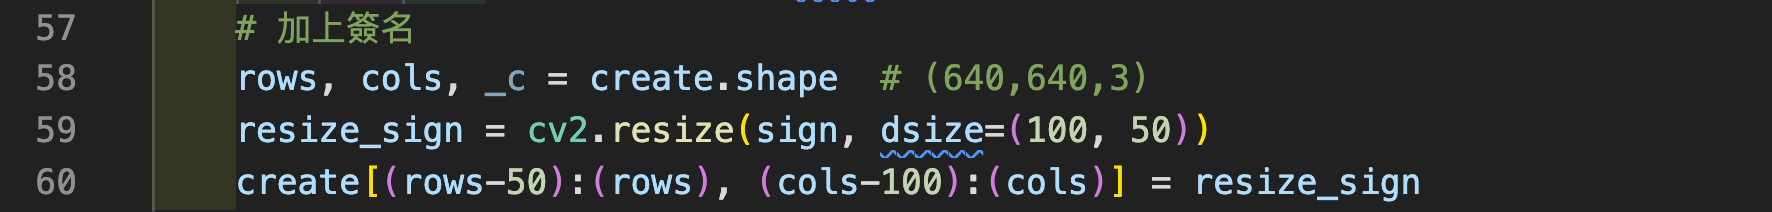 57 # 加上簽名
58 rows, cols, _c = create.shape  # (640,640,3)
59 resize_sign = cv2.resize(sign, dsize=(100, 50))
60 create[(rows-50):(rows), (cols-100):(cols)] = resize_sign